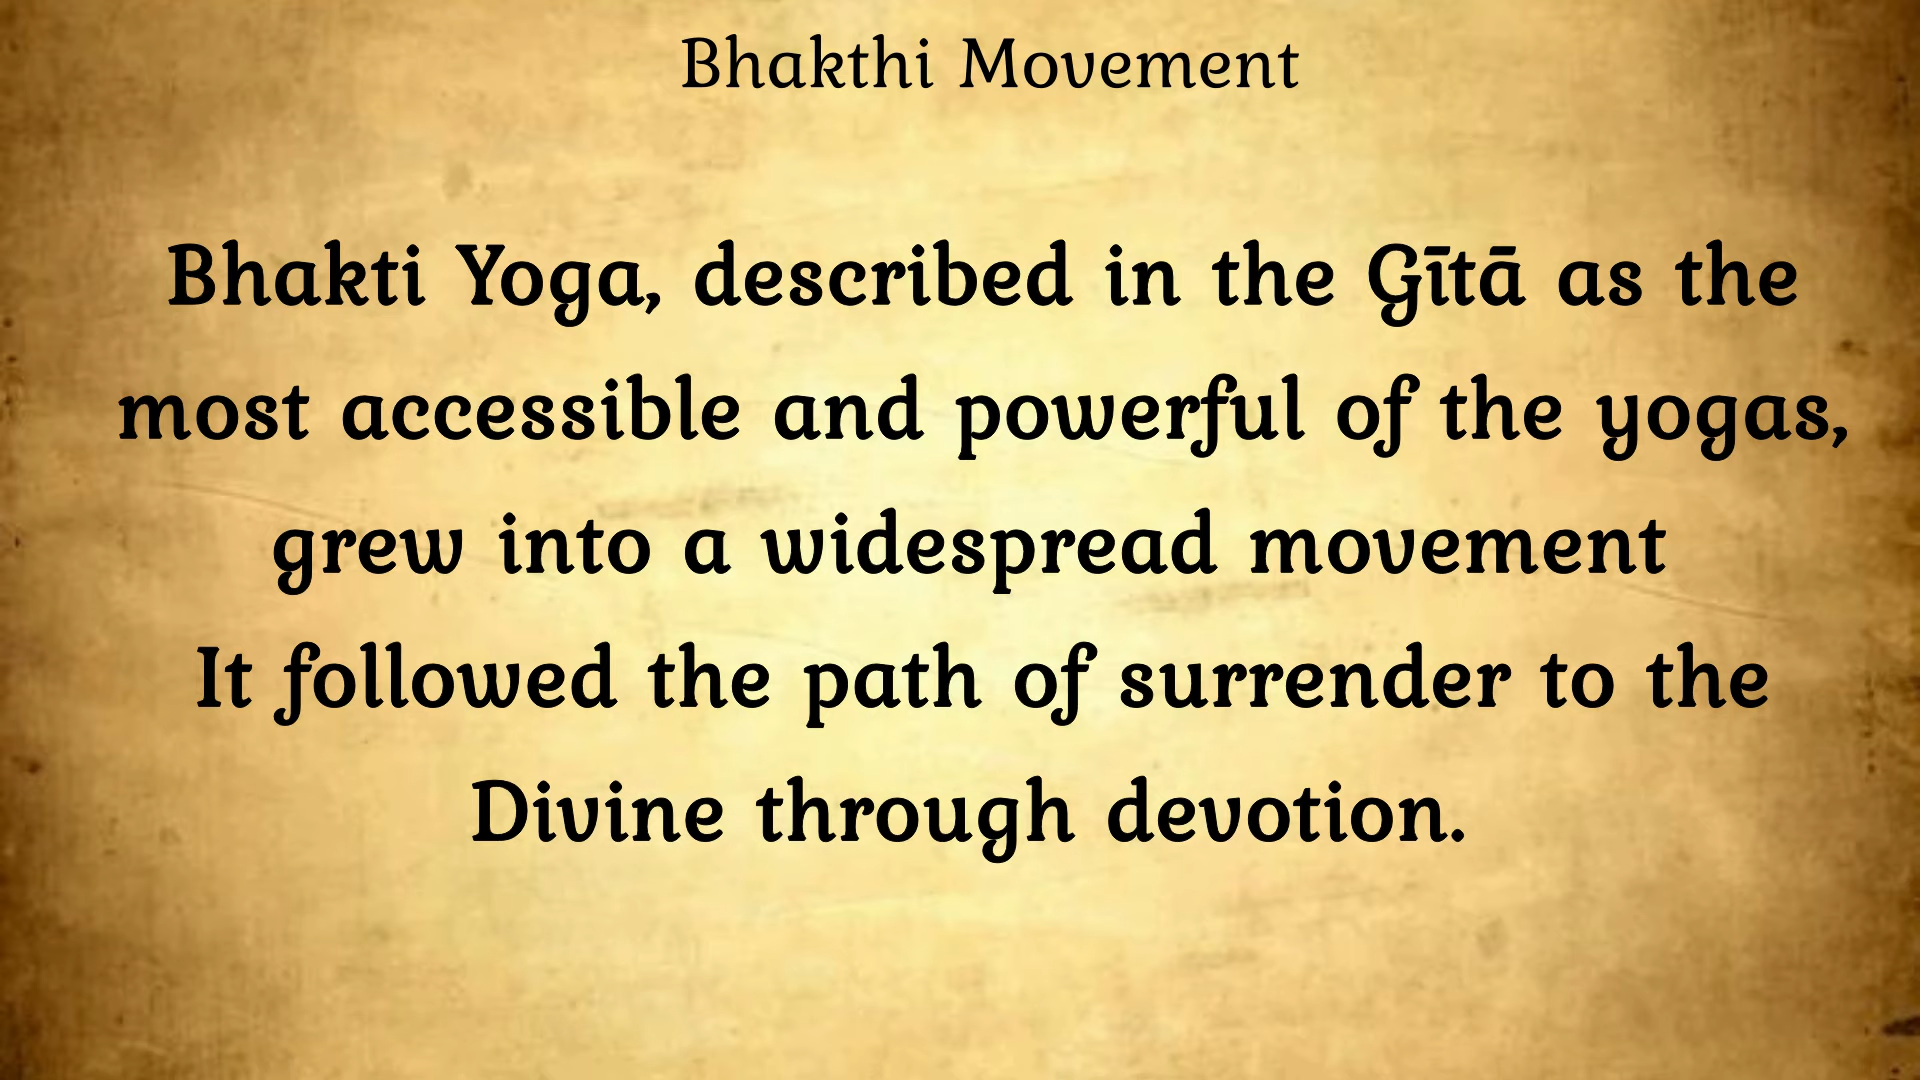 Bhakthi Movement
Bhakti Yoga, described in the Gītā as the
most accessible and powerful of the yogas,
grew into a widespread movement
It followed the path of surrender to the
Divine through devotion.